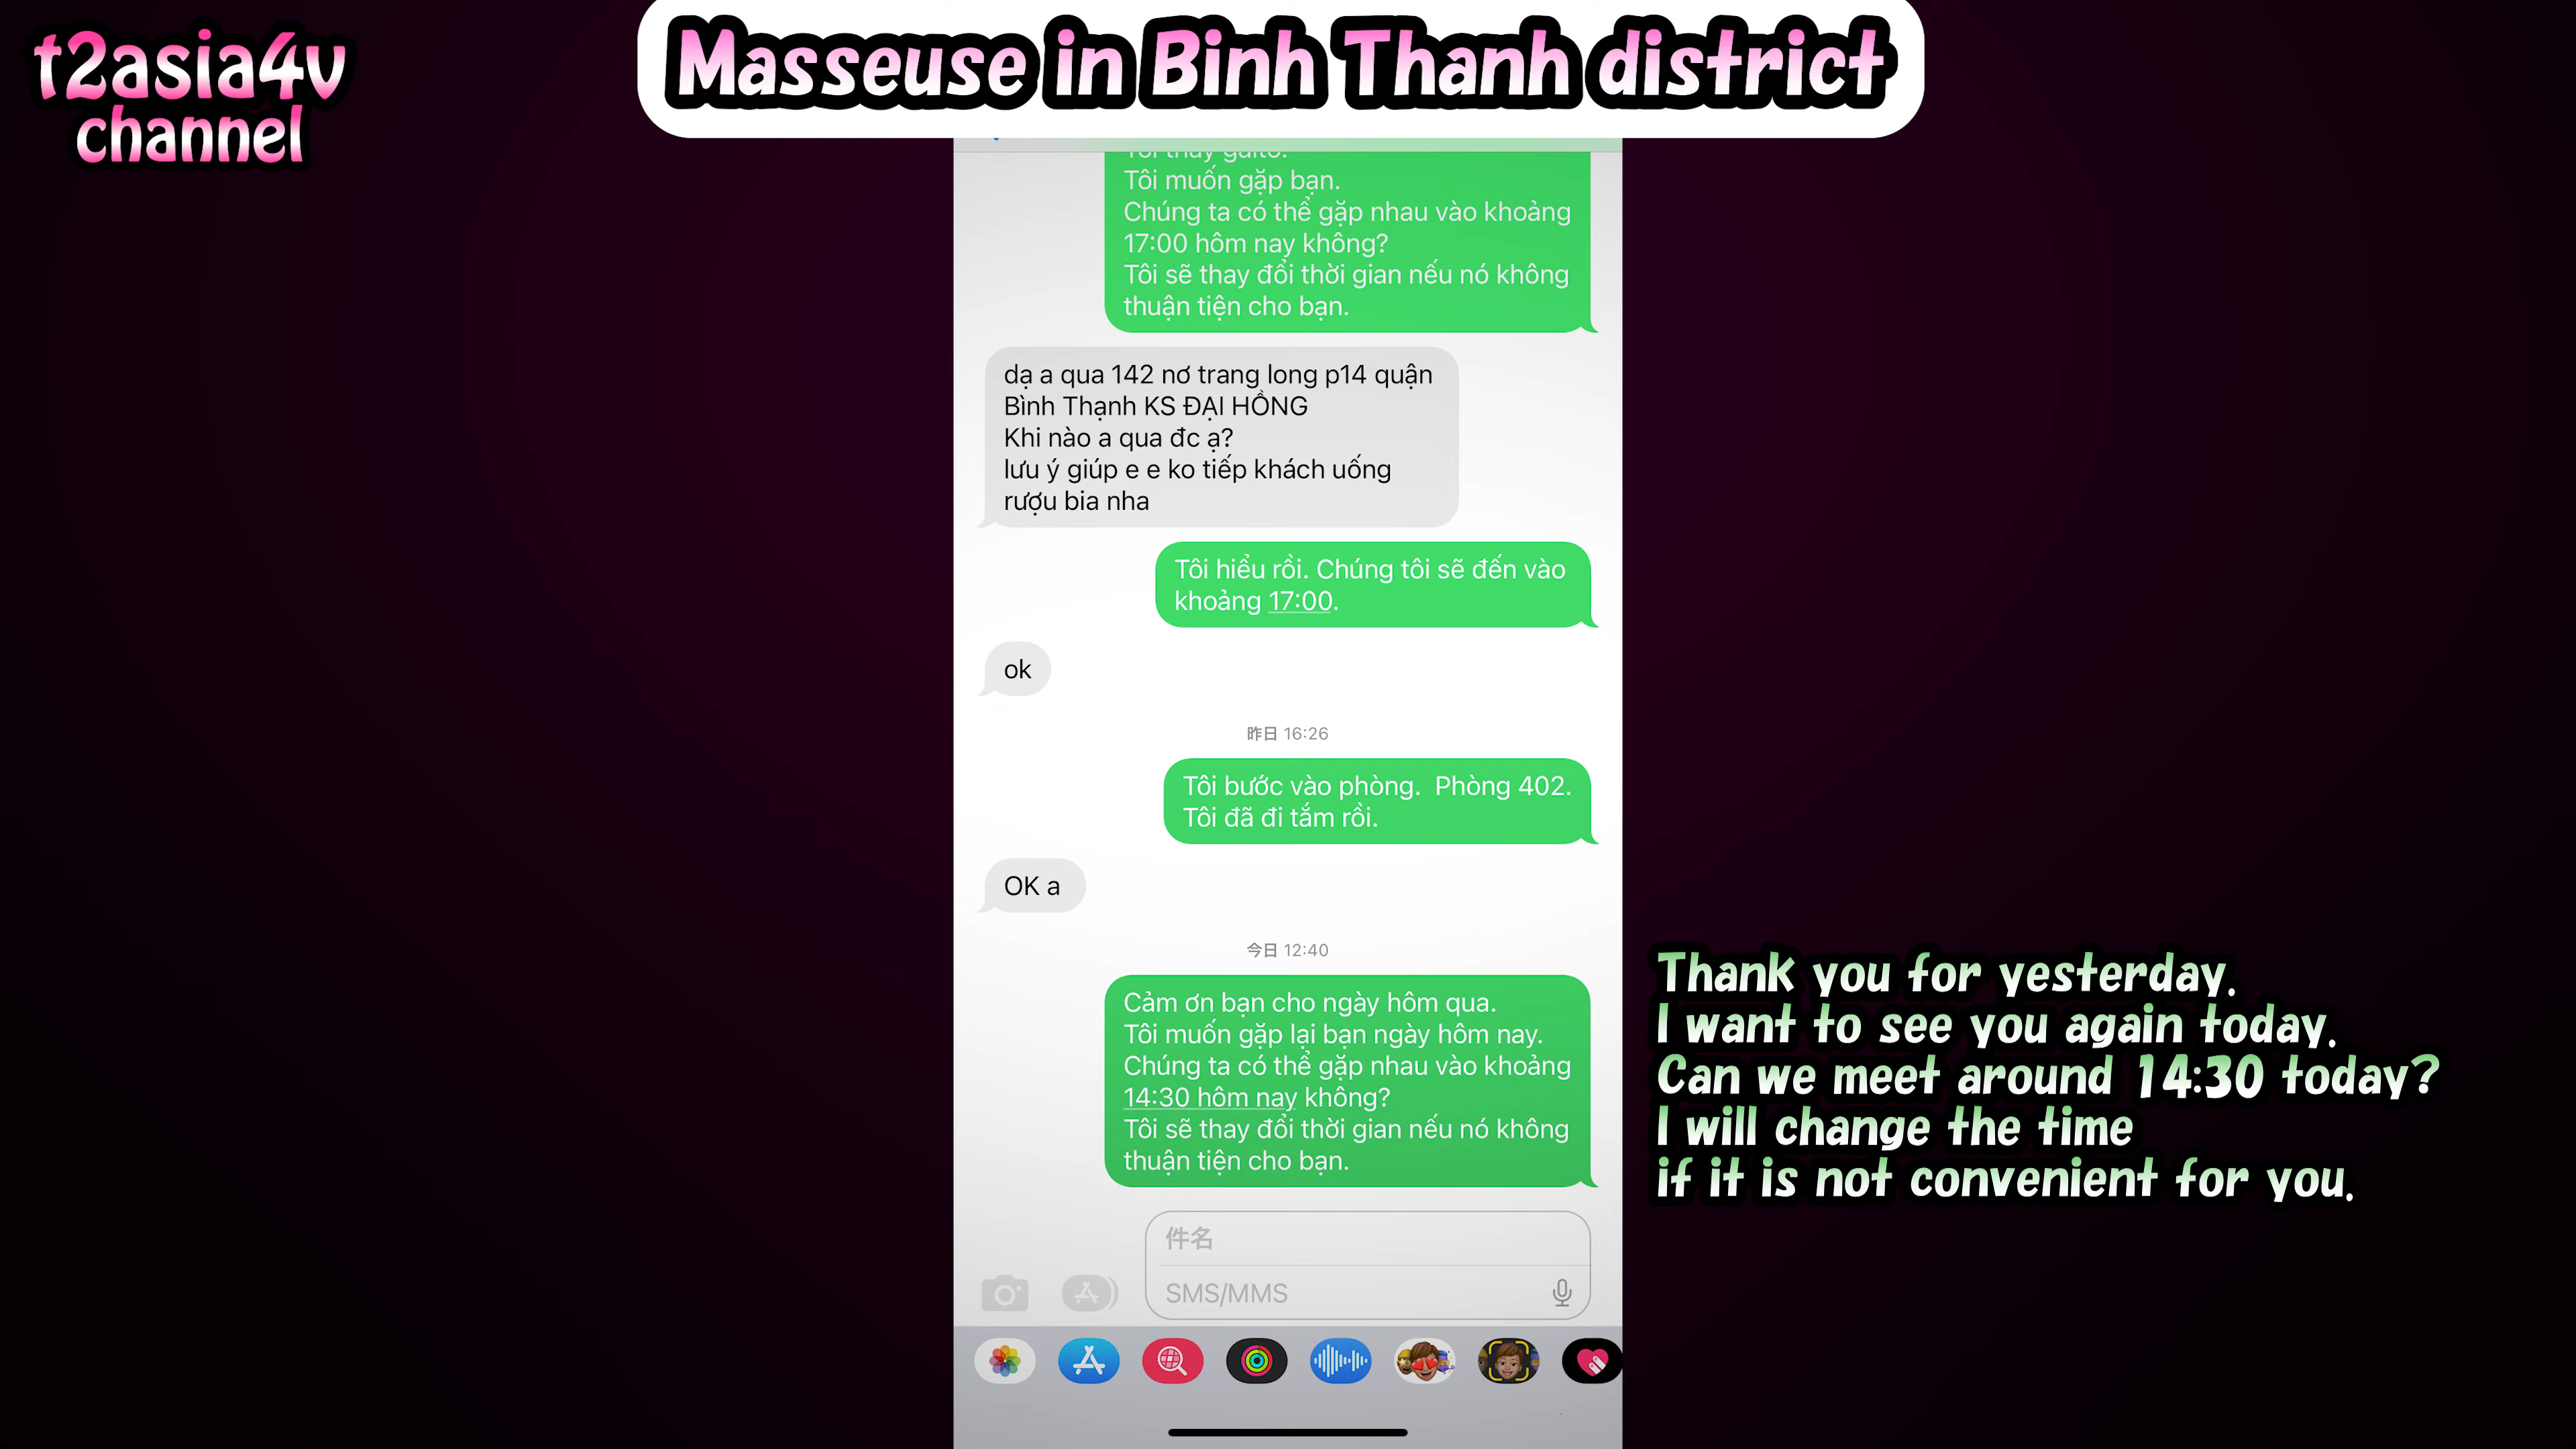 t2asia4v
channel
Masseuse in Binh Thanh district
Tôi muốn gặp bạn.
Chúng ta có thể gặp nhau vào khoảng
17:00 hôm nay không?
Tôi sẽ thay đổi thời gian nếu nó không
thuận tiện cho bạn.
dạ a qua 142 nơ trang long p14 quận
Bình Thạnh KS ĐẠI HỒNG
Khi nào a qua đc ạ?
lưu ý giúp e e ko tiếp khách uống
rượu bia nha
Tôi hiểu rồi. Chúng tôi sẽ đến vào
khoảng 17:00.
ok
昨日 16:26
Tôi bước vào phòng.  Phòng 402.
Tôi đã đi tắm rồi.
OK a
今日 12:40
Cảm ơn bạn cho ngày hôm qua.
Tôi muốn gặp lại bạn ngày hôm nay.
Chúng ta có thể gặp nhau vào khoảng
14:30 hôm nay không?
Tôi sẽ thay đổi thời gian nếu nó không
thuận tiện cho bạn.
Thank you for yesterday.
I want to see you again today.
Can we meet around 14:30 today?
I will change the time
if it is not convenient for you.
件名
SMS/MMS